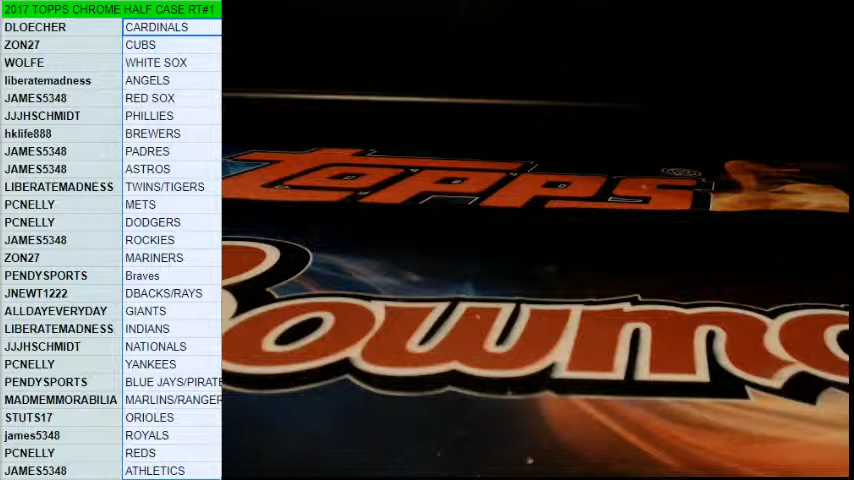 2017 TOPPS CHROME HALF CASE RT#1
DLOECHER CARDINALS
ZON27 CUBS
WOLFE WHITE SOX
liberatemadness ANGELS
JAMES5348 RED SOX
JJJHSCHMIDT PHILLIES
hklife888 BREWERS
JAMES5348 PADRES
JAMES5348 ASTROS
LIBERATEMADNESS TWINS/TIGERS
PCNELLY METS
PCNELLY DODGERS
JAMES5348 ROCKIES
ZON27 MARINERS
PENDYSPORTS Braves
JNEWT1222 DBACKS/RAYS
ALLDAYEVERYDAY GIANTS
LIBERATEMADNESS INDIANS
JJJHSCHMIDT NATIONALS
PCNELLY YANKEES
PENDYSPORTS BLUE JAYS/PIRATE
MADMEMMORABILIA MARLINS/RANGER
STUTS17 ORIOLES
james5348 ROYALS
PCNELLY REDS
JAMES5348 ATHLETICS
topps
Bowma